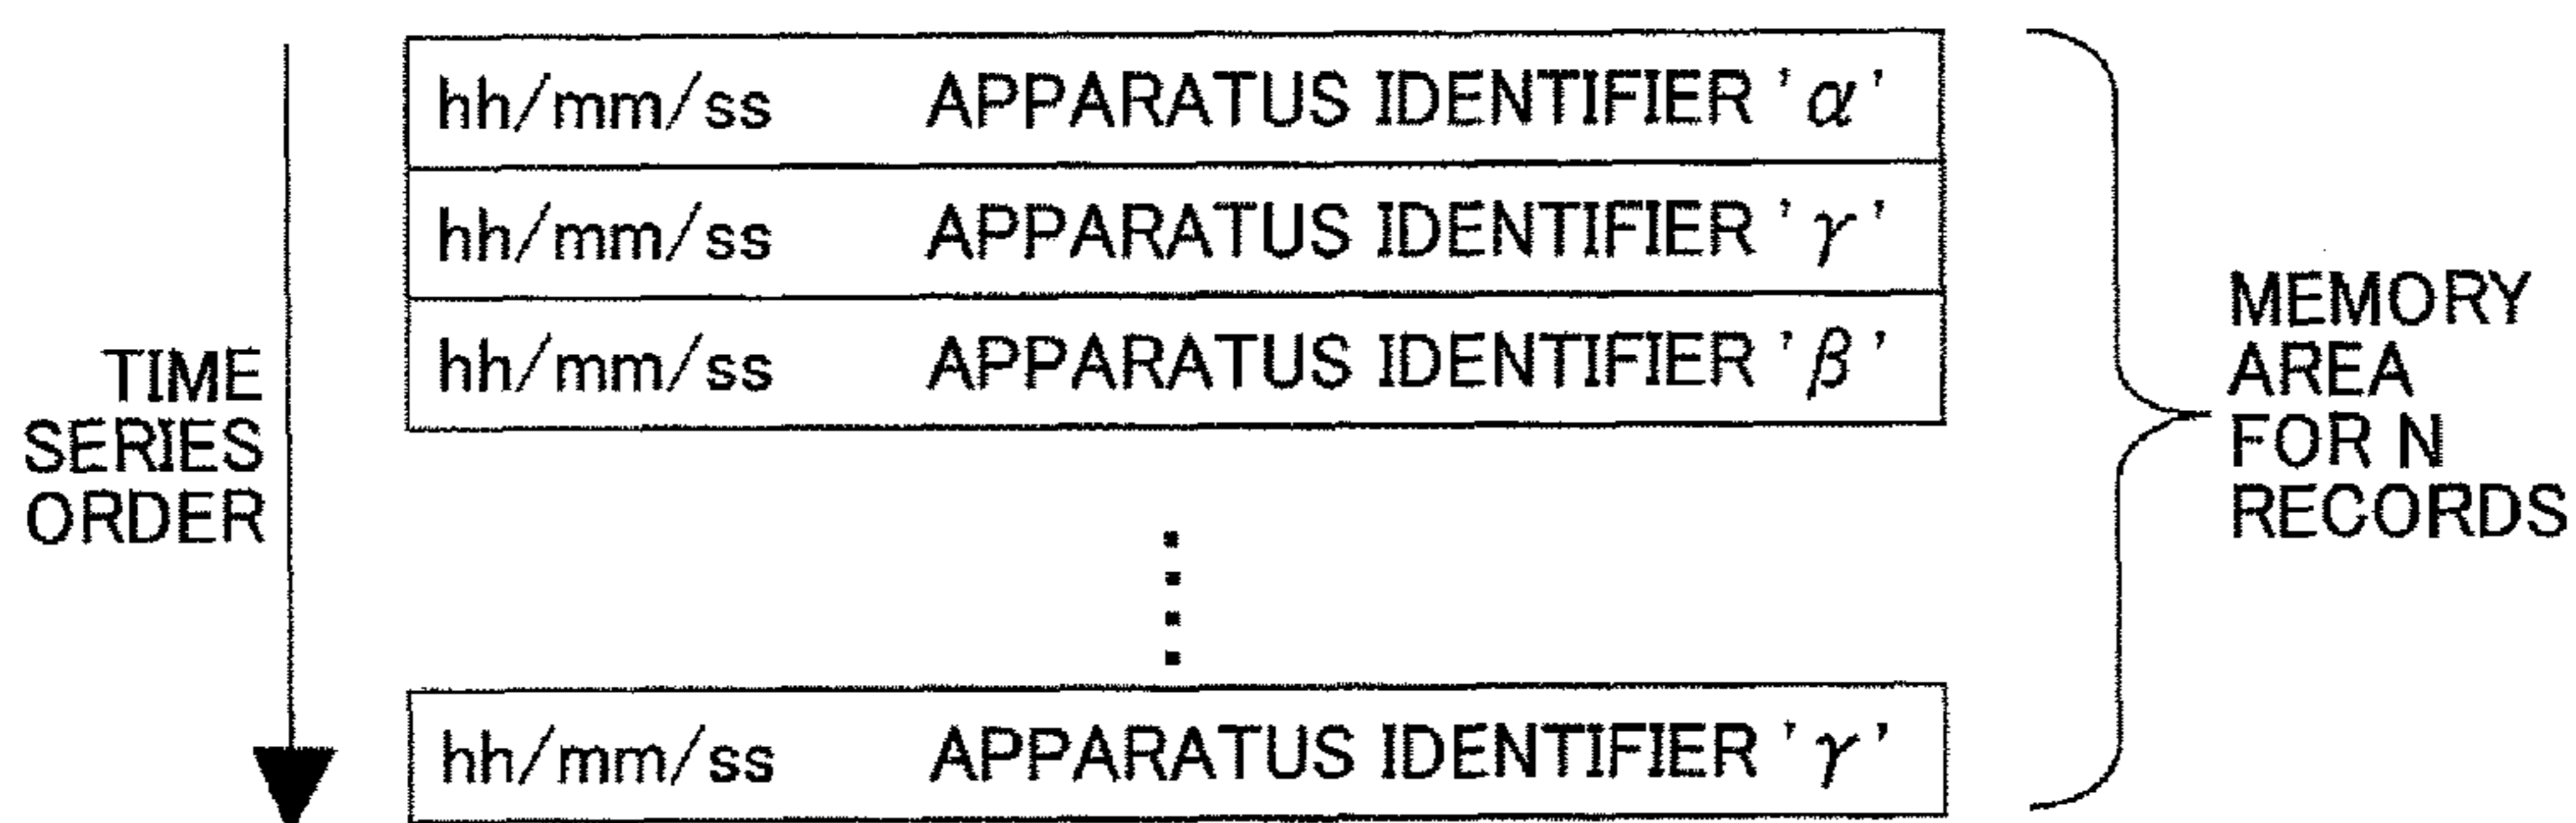 hh/mm/ss APPARATUS IDENTIFIER 'α'
hh/mm/ss APPARATUS IDENTIFIER 'γ'
hh/mm/ss APPARATUS IDENTIFIER 'β'
hh/mm/ss APPARATUS IDENTIFIER 'γ'
TIME
SERIES
ORDER
MEMORY
AREA
FOR N
RECORDS